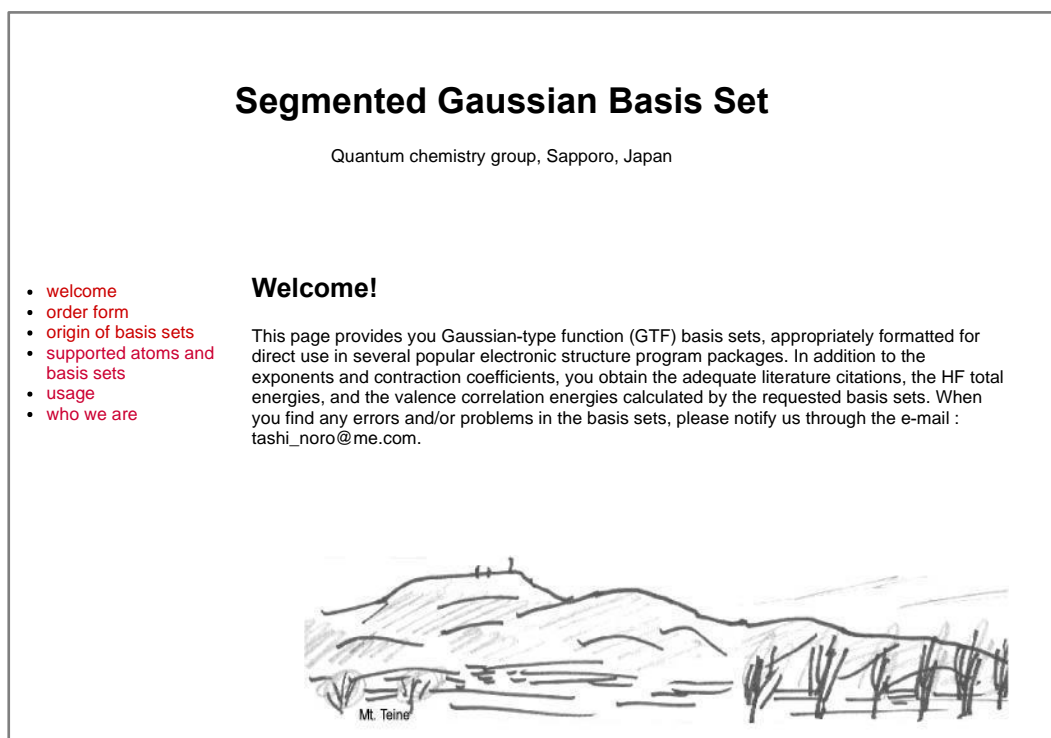 Segmented Gaussian Basis Set
Quantum chemistry group, Sapporo, Japan
welcome
order form
origin of basis sets
supported atoms and
basis sets
usage
who we are
Welcome!
This page provides you Gaussian-type function (GTF) basis sets, appropriately formatted for
direct use in several popular electronic structure program packages. In addition to the
exponents and contraction coefficients, you obtain the adequate literature citations, the HF total
energies, and the valence correlation energies calculated by the requested basis sets. When
you find any errors and/or problems in the basis sets, please notify us through the e-mail :
tashi_noro@me.com.
Mt. Teine